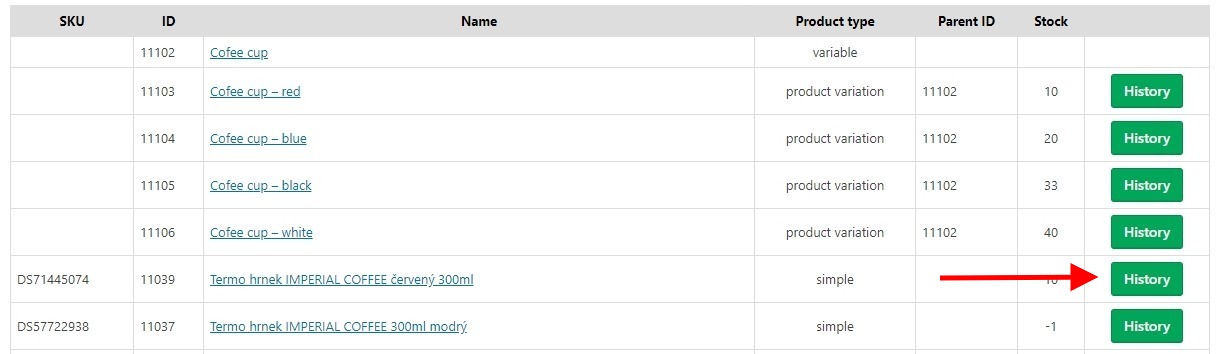 SKU ID Name Product type Parent ID Stock
11102 Cofee cup variable
11103 Cofee cup – red product variation 11102 10 History
11104 Cofee cup – blue product variation 11102 20 History
11105 Cofee cup – black product variation 11102 33 History
11106 Cofee cup – white product variation 11102 40 History
DS71445074 11039 Termo hrnek IMPERIAL COFFEE červený 300ml simple History
DS57722938 11037 Termo hrnek IMPERIAL COFFEE 300ml modrý simple -1 History